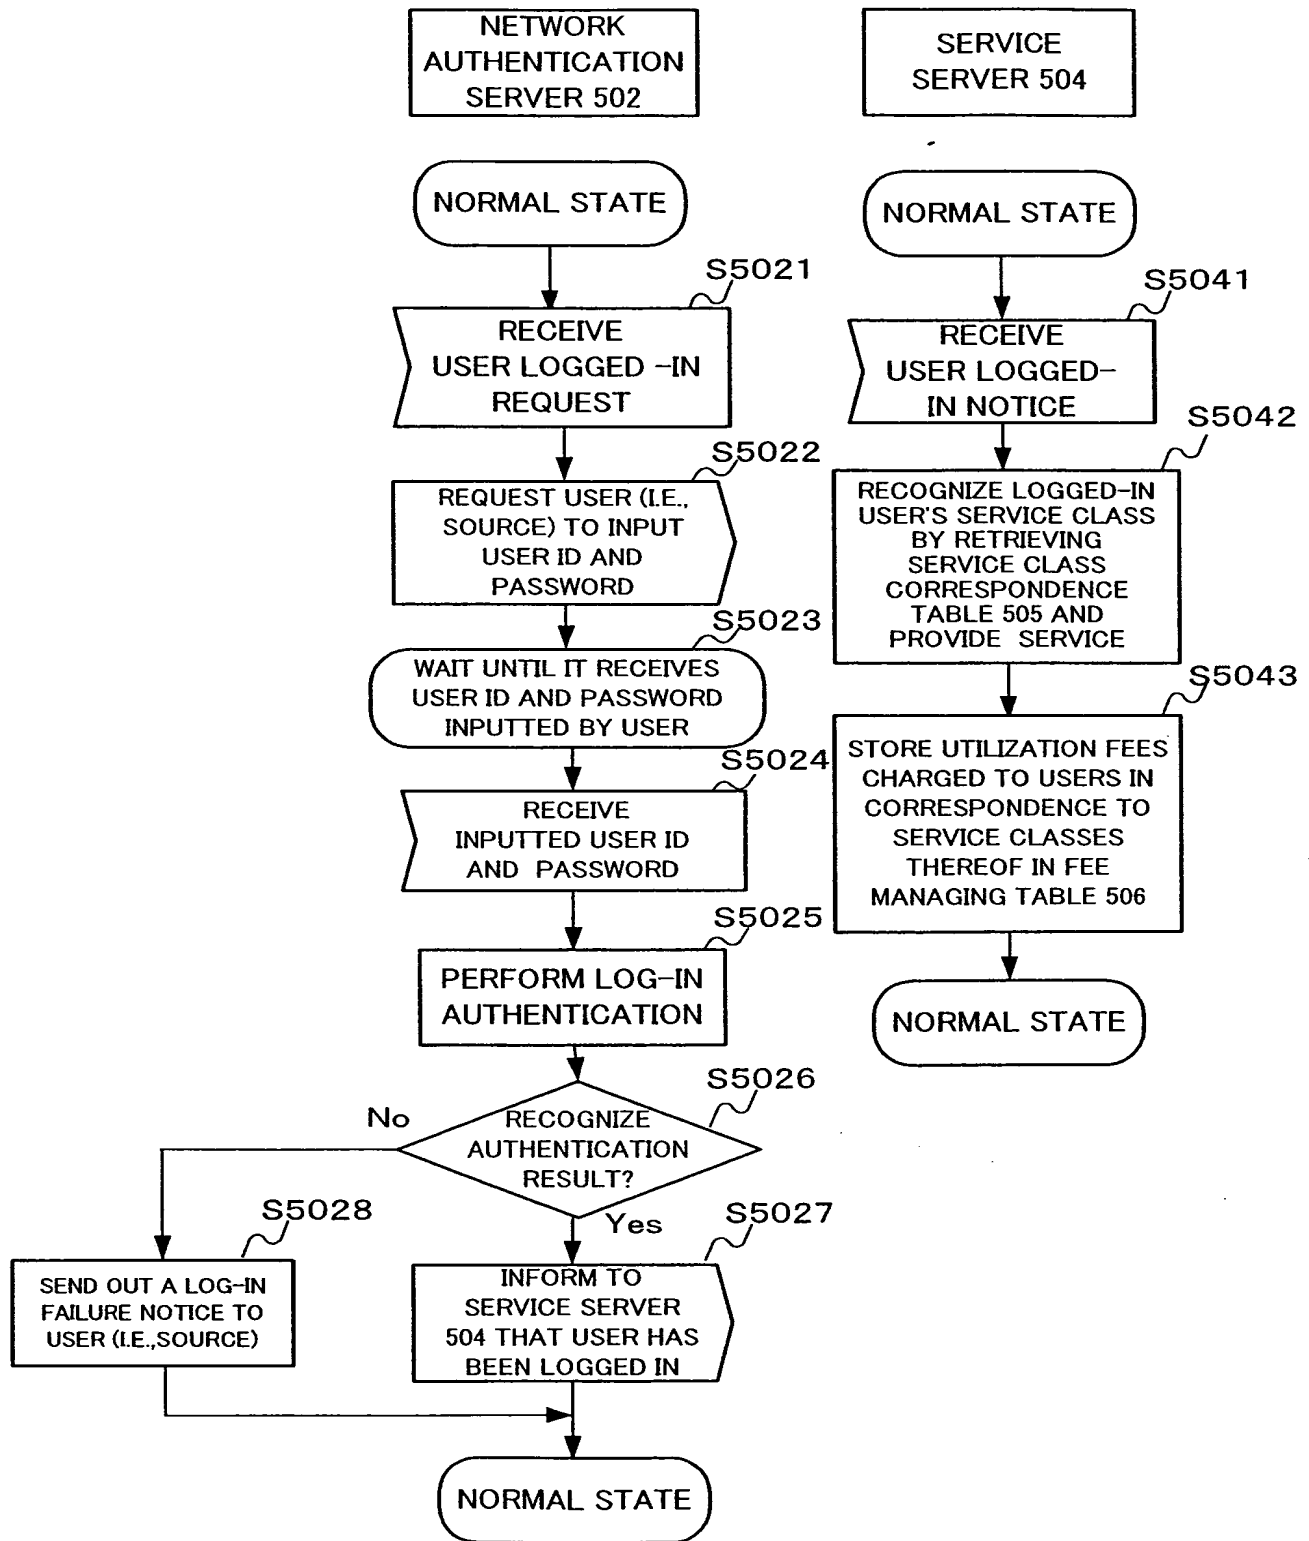 NETWORK
AUTHENTICATION
SERVER 502
NORMAL STATE
S5021
RECEIVE
USER LOGGED -IN
REQUEST
S5022
REQUEST USER (I.E.,
SOURCE) TO INPUT
USER ID AND
PASSWORD
S5023
WAIT UNTIL IT RECEIVES
USER ID AND PASSWORD
INPUTTED BY USER
S5024
RECEIVE
INPUTTED USER ID
AND PASSWORD
S5025
PERFORM LOG-IN
AUTHENTICATION
S5026
No
RECOGNIZE
AUTHENTICATION
RESULT?
Yes
S5028
SEND OUT A LOG-IN
FAILURE NOTICE TO
USER (I.E.,SOURCE)
S5027
INFORM TO
SERVICE SERVER
504 THAT USER HAS
BEEN LOGGED IN
NORMAL STATE
SERVICE
SERVER 504
NORMAL STATE
S5041
RECEIVE
USER LOGGED-
IN NOTICE
S5042
RECOGNIZE LOGGED-IN
USER'S SERVICE CLASS
BY RETRIEVING
SERVICE CLASS
CORRESPONDENCE
TABLE 505 AND
PROVIDE SERVICE
S5043
STORE UTILIZATION FEES
CHARGED TO USERS IN
CORRESPONDENCE TO
SERVICE CLASSES
THEREOF IN FEE
MANAGING TABLE 506
NORMAL STATE